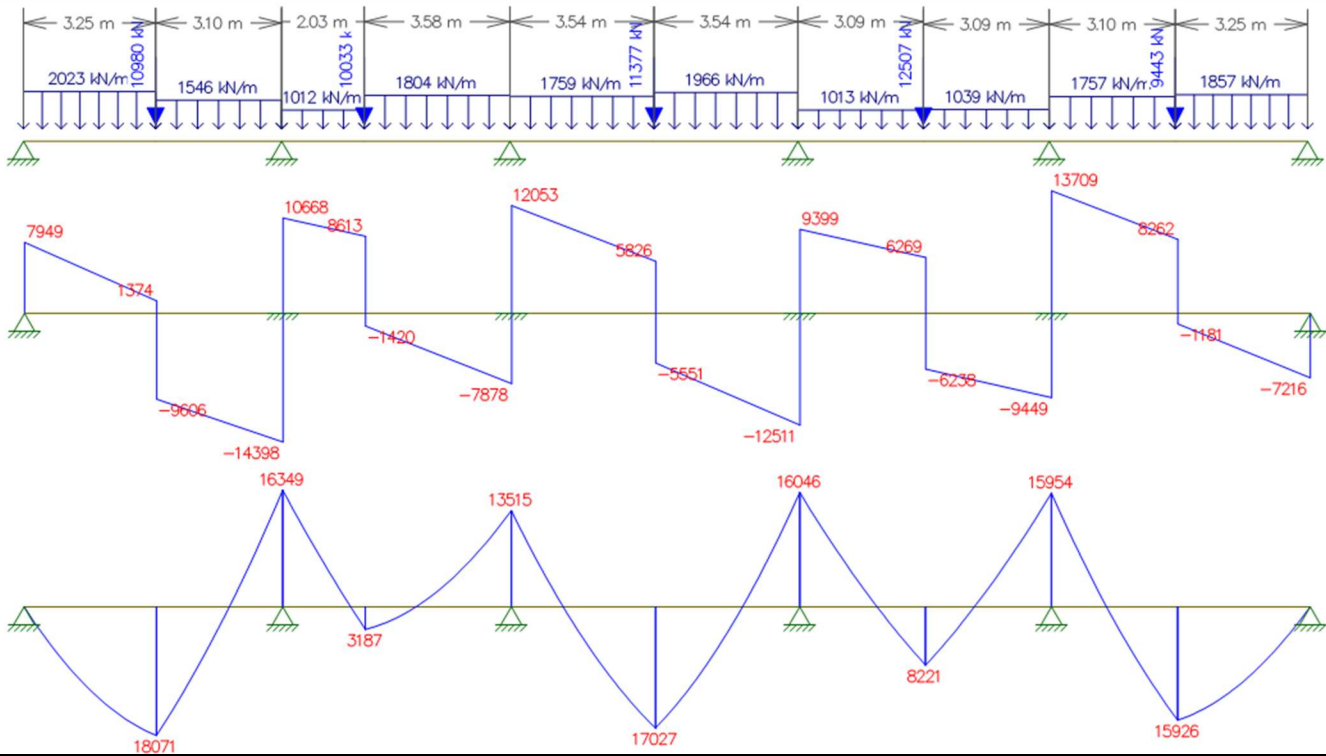 3.25 m 3.10 m 2.03 m 3.58 m 3.54 m 3.54 m 3.09 m 3.09 m 3.10 m 3.25 m
10980 kN 10033 k 11377 kN 12507 kN 9443 kN
2023 kN/m 1546 kN/m 1012 kN/m 1804 kN/m 1759 kN/m 1966 kN/m 1013 kN/m 1039 kN/m 1757 kN/m 1857 kN/m
7949 10668 12053 9399 13709
1374 8613 5826 6269 8262
-9606 -1420 -5551 -6238 -1181
-14398 -7878 -12511 -9449 -7216
16349 13515 16046 15954
18071 3187 17027 8221 15926